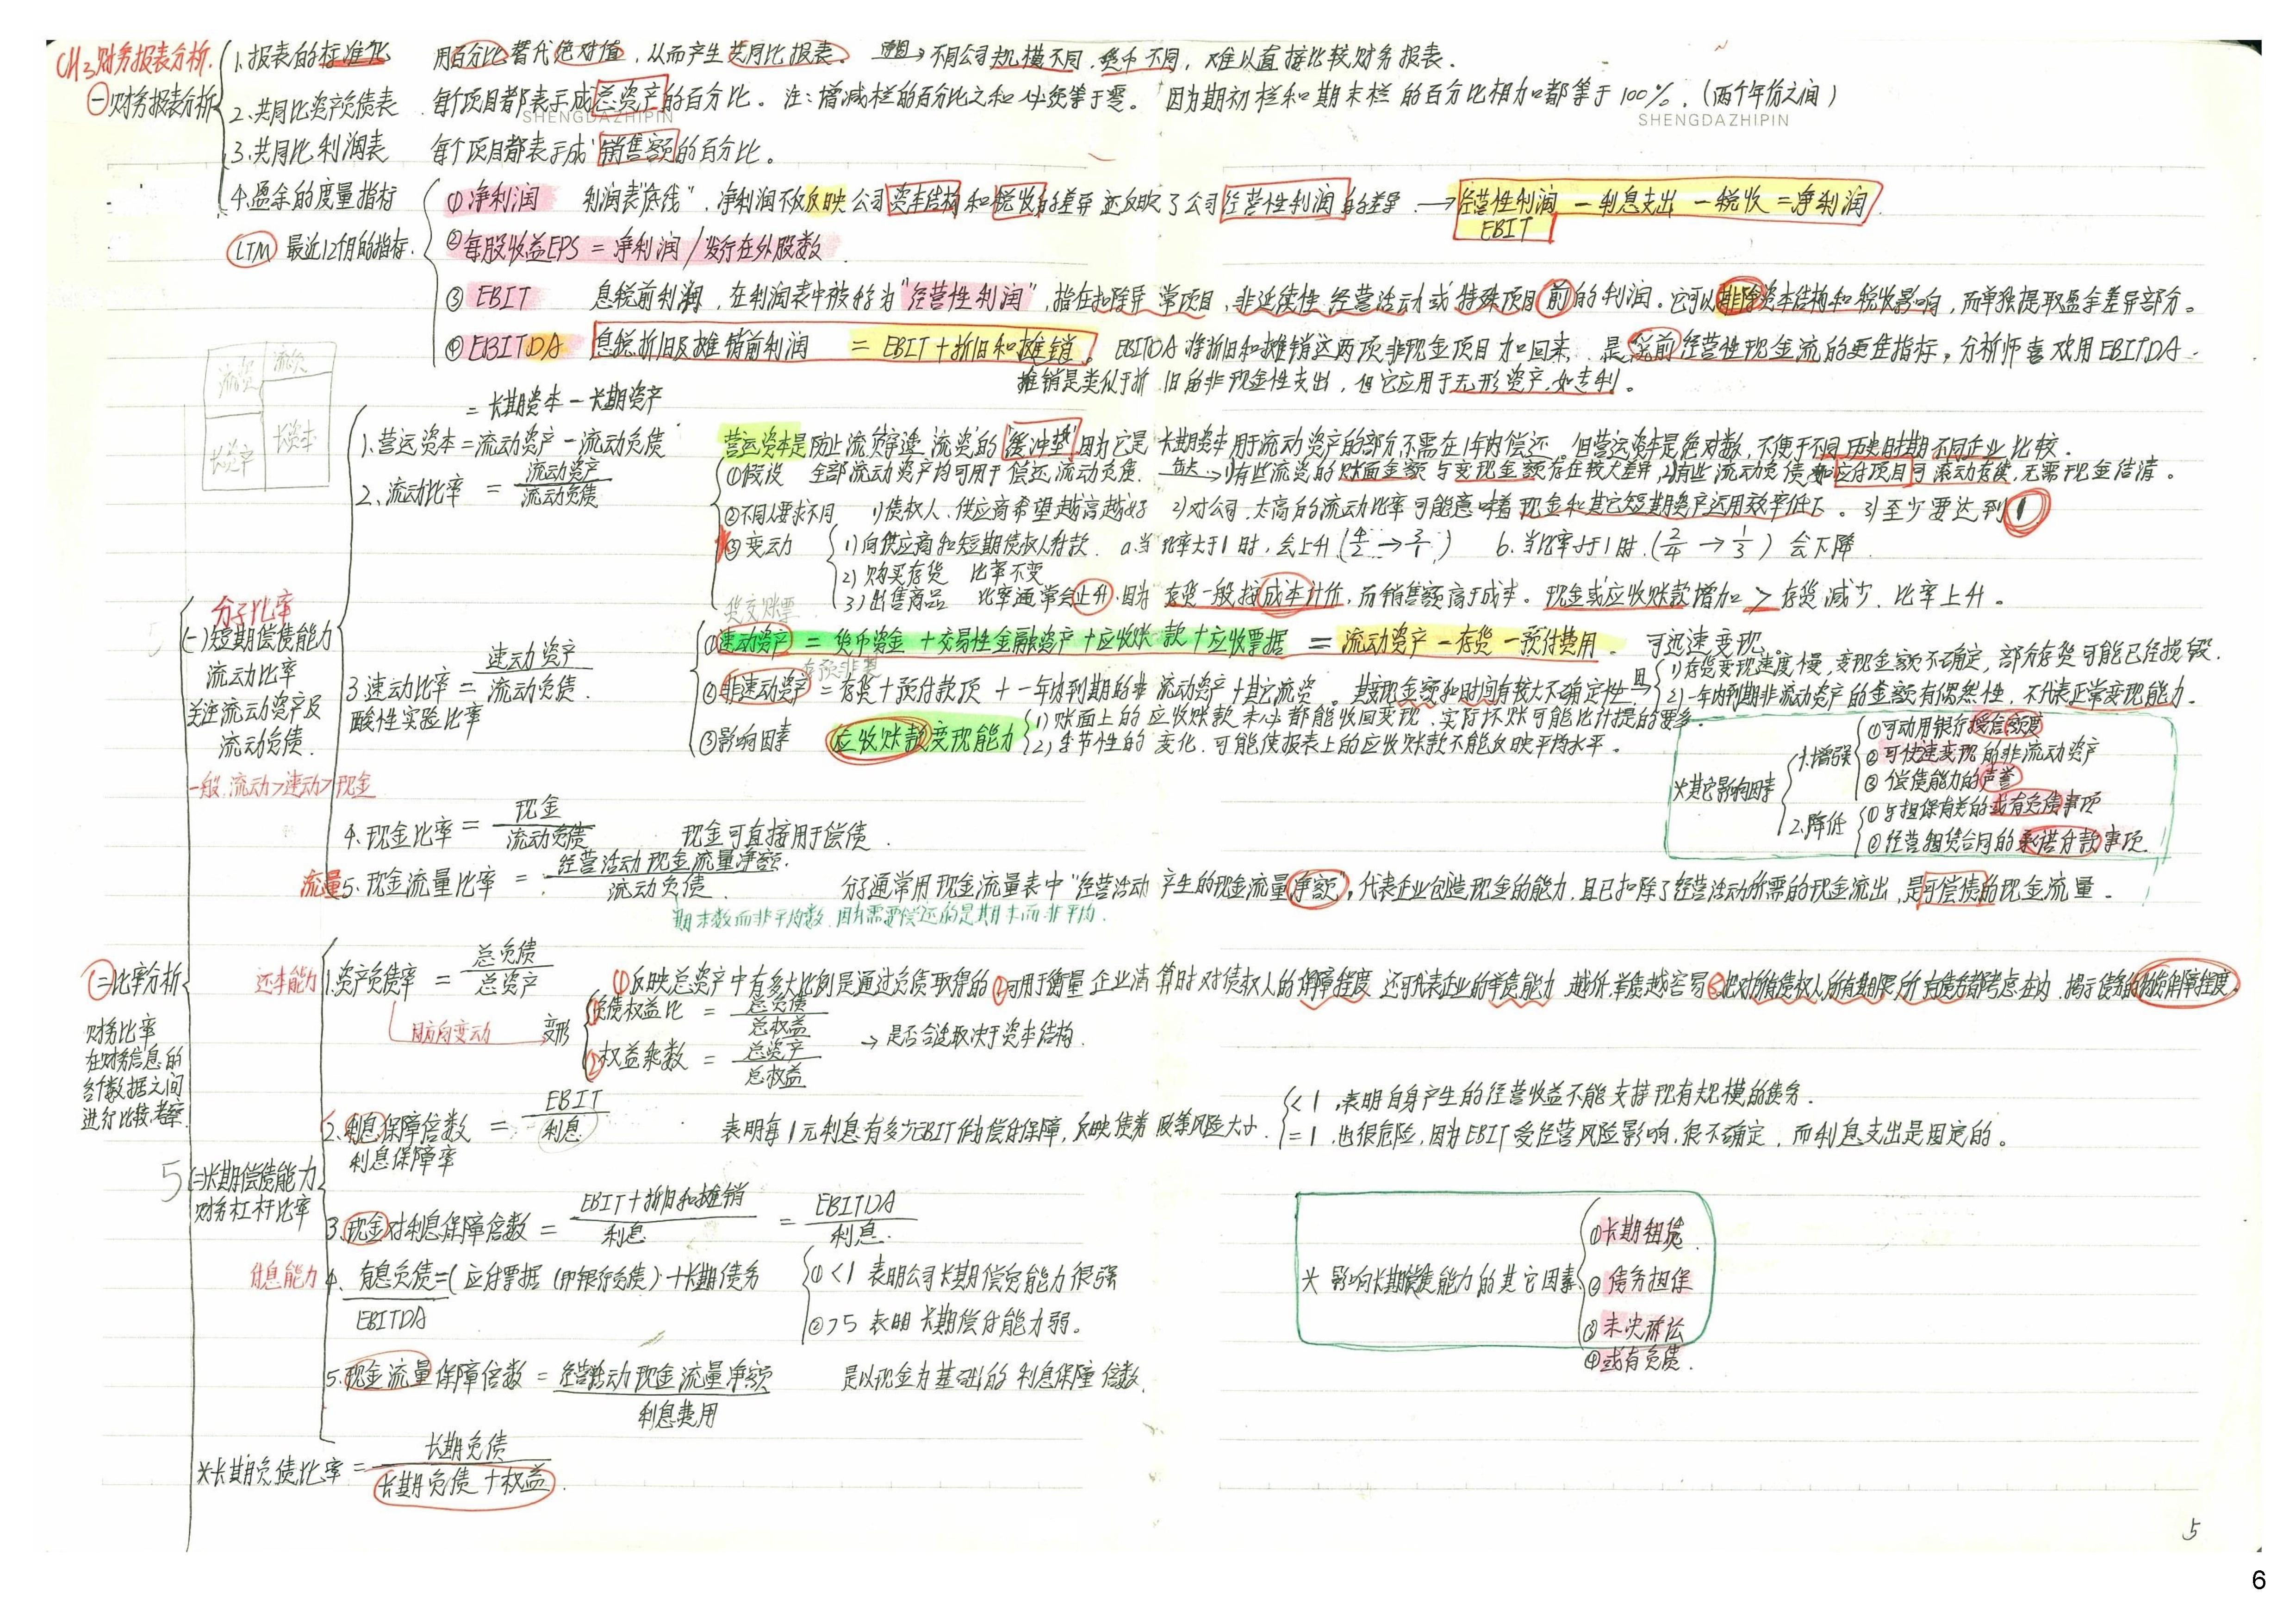 CH3 财务报表分析.
㊀财务报表分析
1.报表的标准化 用百分比替代绝对值，从而产生共同比报表。 原因→不同公司规模不同，货币不同，难以直接比较财务报表.
2.共同比资产负债表 每个项目都表示成总资产的百分比。注：增减栏的百分比之和必须等于零。 因为期初栏和期末栏的百分比相加都等于100%.（两个年份之间）
SHENGDAZHIPIN
SHENGDAZHIPIN
3.共同比利润表 每个项目都表示成销售额的百分比。
4.盈余的度量指标
LTM 最近12个月的指标.
①净利润 利润表"底线"，净利润不仅反映公司资本结构和税收的差异 还反映了公司经营性利润的差异 → 经营性利润－利息支出－税收＝净利润
EBIT
②每股收益EPS＝净利润/发行在外股数
③EBIT 息税前利润，在利润表中被称为"经营性利润"，指在扣除异常项目、非延续性经营活动或特殊项目前的利润。它可以排除资本结构和税收影响，而单独提取盈余差异部分。
④EBITDA 息税折旧及摊销前利润 ＝EBIT＋折旧和摊销。 EBITDA将折旧和摊销这两项非现金项目加回来，是税前经营性现金流的更佳指标，分析师喜欢用EBITDA.
摊销是类似于折旧的非现金性支出，但它应用于无形资产，如专利。
流资
流负
长资产
长资本
㊁比率分析
财务比率
在财务信息的
各个数据之间
进行比较，考察
分子比率
(一)短期偿债能力
流动比率
关注流动资产及
流动负债.
一般，流动>速动>现金
＝长期资本－长期资产
1.营运资本＝流动资产－流动负债 营运资本是防止流负穿透流资的"缓冲垫"因为它是长期资本用于流动资产的部分不需在1年内偿还。但营运资本是绝对数，不便于不同历史时期不同企业比较.
2.流动比率＝流动资产/流动负债
①假设 全部流动资产均可用于偿还流动负债. 缺点→1)有些流资的账面金额与变现金额存在较大差异，2)有些流动负债如应付项目可滚动存续，无需现金结清。
②不同人要求不同 1)债权人、供应商希望越高越好 2)对公司，太高的流动比率可能意味着现金和其它短期资产运用效率低下。3)至少要达到1
③变动 1)向供应商和短期债权人付款. a.当比率大于1时，会上升(4/2→3/1) b.当比率小于1时.(2/4→1/3)会下降.
2)购买存货 比率不变
3)出售商品 比率通常会上升.因为存货一般按成本计价，而销售额高于成本。现金或应收账款增加>存货减少，比率上升。
货交账票
3.速动比率＝速动资产/流动负债.
酸性实验比率
①速动资产＝货币资金＋交易性金融资产＋应收账款＋应收票据＝流动资产－存货－预付费用. 可迅速变现.
存预非其
②非速动资产＝存货＋预付款项＋一年内到期的非流动资产＋其它流资。其变现金额和时间有较大不确定性
1)存货变现速度慢，变现金额不确定，部分存货可能已经损毁.
2)一年内到期非流动资产的金额有偶然性，不代表正常变现能力.
③影响因素 应收账款变现能力 1)账面上的应收账款未必都能收回变现，实际坏账可能比计提的要多.
2)季节性的变化，可能使报表上的应收账款不能反映平均水平。
*其它影响因素
1.增强
①可动用银行授信额度
②可快速变现的非流动资产
③偿债能力的声誉
2.降低
①与担保有关的或有负债事项
②经营租赁合同的承诺付款事项.
4.现金比率＝现金/流动负债 现金可直接用于偿债.
流量5.现金流量比率＝经营活动现金流量净额/流动负债. 分子通常用现金流量表中"经营活动产生的现金流量净额"，代表企业创造现金的能力，且已扣除了经营活动所需的现金流出，是可偿债的现金流量.
期末数而非平均数，因为需要偿还的是期末而非平均.
(二)长期偿债能力
财务杠杆比率
还本能力
1.资产负债率＝总负债/总资产 ①反映总资产中有多大比例是通过负债取得的②可用于衡量企业清算时对债权人的保障程度 还可代表企业的举债能力 越低举债越容易③把对所有债权人，所有期限所有债务都考虑在内，揭示债务的物质保障程度.
同方向变动
变形
①负债权益比＝总负债/总权益
②权益乘数＝总资产/总权益
→是否合适取决于资本结构.
2.利息保障倍数＝EBIT/利息
利息保障率
表明每1元利息有多少EBIT作为偿付保障，反映债务政策风险大小.
<1，表明自身产生的经营收益不能支持现有规模的债务.
＝1，也很危险，因为EBIT受经营风险影响，很不确定，而利息支出是固定的。
3.现金对利息保障倍数＝EBIT＋折旧和摊销/利息＝EBITDA/利息.
付息能力
4.有息负债/EBITDA＝(应付票据(即银行负债)＋长期债务
①<1 表明公司长期偿负能力很强
②>5 表明长期偿付能力弱。
5.现金流量保障倍数＝经营活动现金流量净额/利息费用 是以现金为基础的利息保障倍数.
*影响长期偿债能力的其它因素
①长期租赁.
②债务担保
③未决诉讼
④或有负债.
*长期负债比率＝长期负债/长期负债＋权益.
5
6